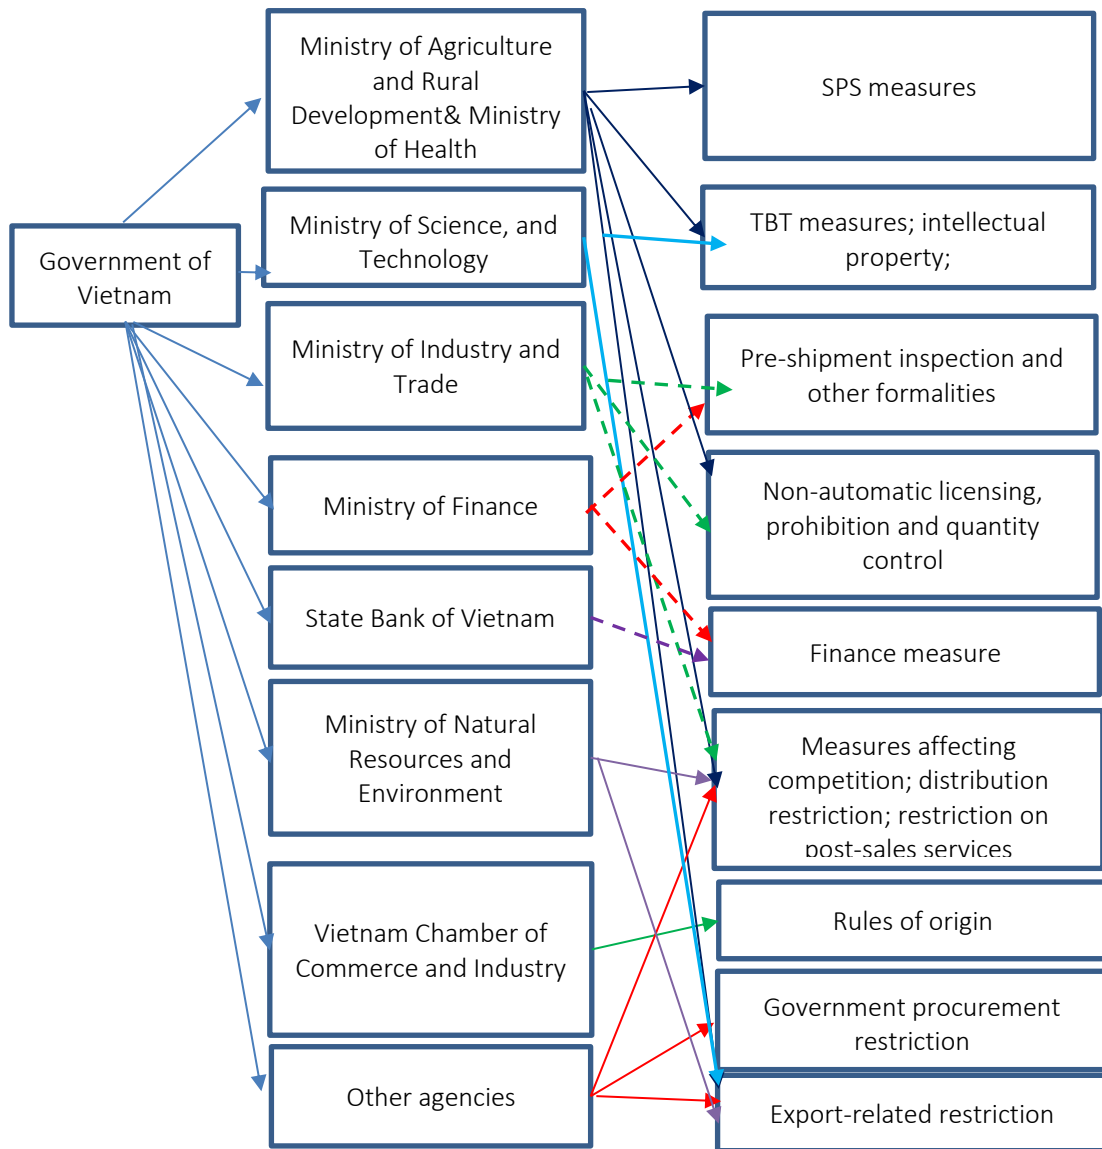 Government of
Vietnam
Ministry of Agriculture
and Rural
Development& Ministry
of Health
Ministry of Science, and
Technology
Ministry of Industry and
Trade
Ministry of Finance
State Bank of Vietnam
Ministry of Natural
Resources and
Environment
Vietnam Chamber of
Commerce and Industry
Other agencies
SPS measures
TBT measures; intellectual
property;
Pre-shipment inspection and
other formalities
Non-automatic licensing,
prohibition and quantity
control
Finance measure
Measures affecting
competition; distribution
restriction; restriction on
post-sales services
Rules of origin
Government procurement
restriction
Export-related restriction